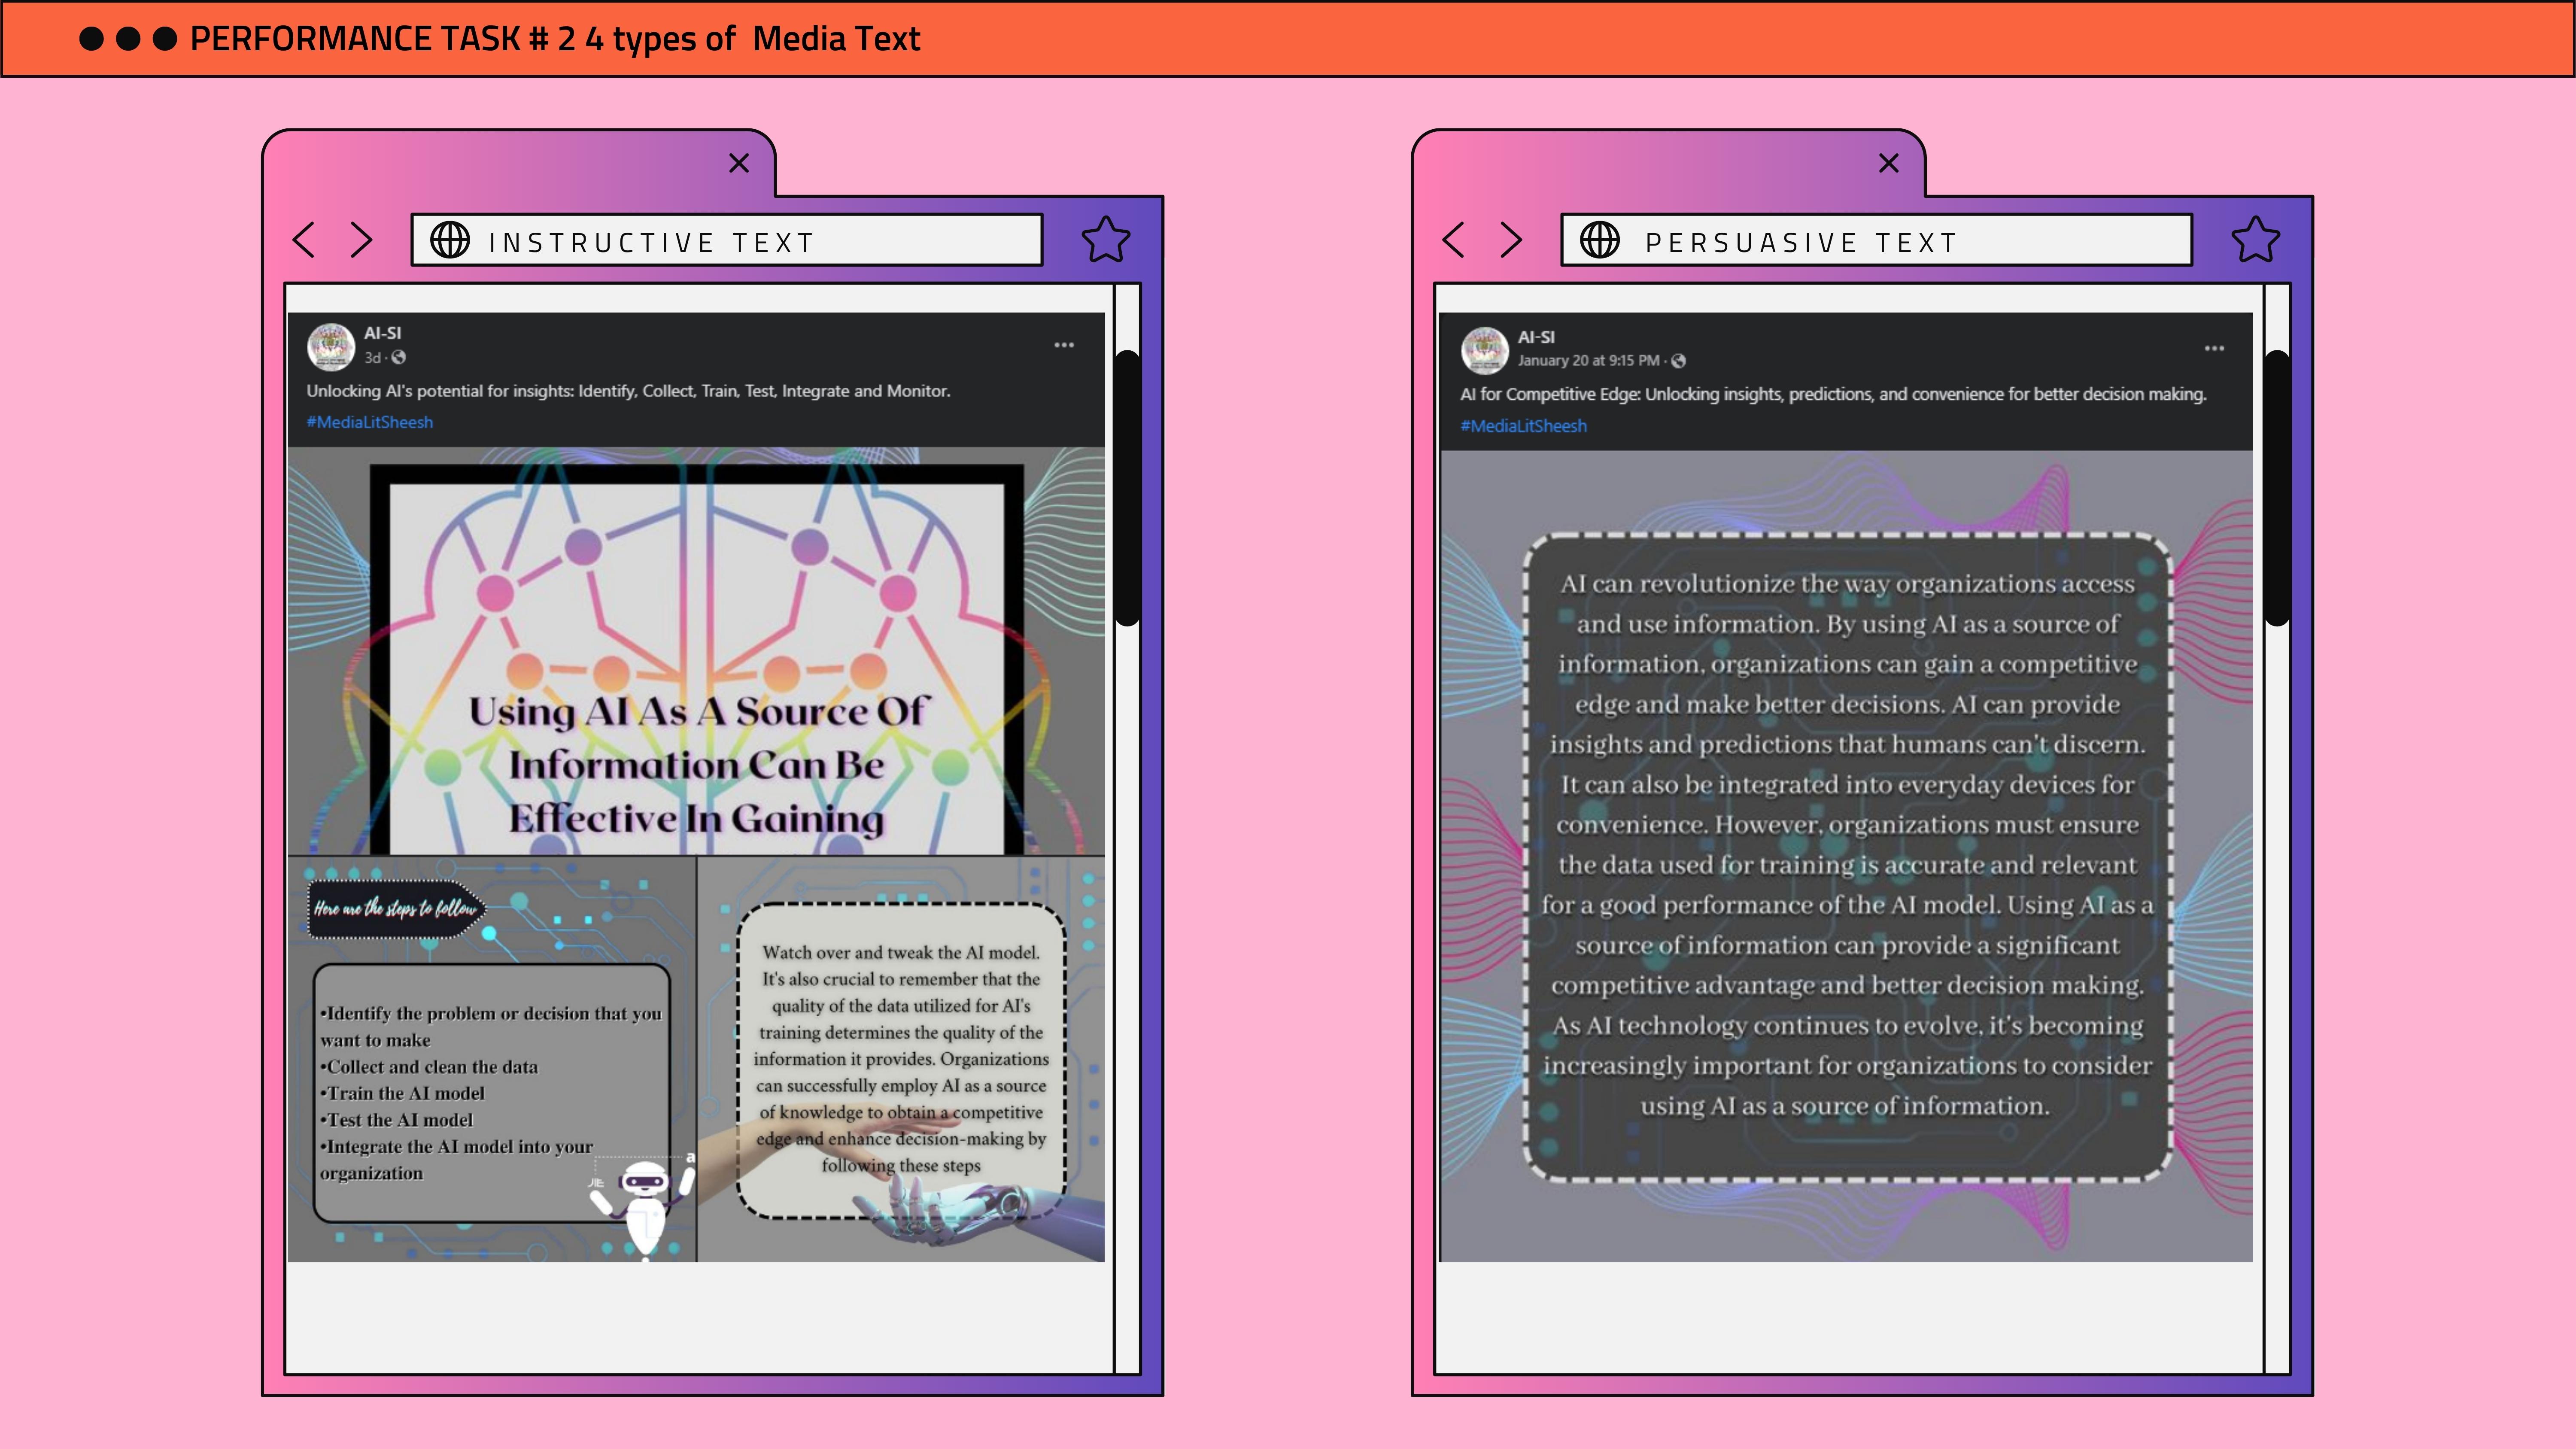 PERFORMANCE TASK # 2 4 types of Media Text
INSTRUCTIVE TEXT
AI-SI
3d
Unlocking AI's potential for insights: Identify, Collect, Train, Test, Integrate and Monitor.
#MediaLitSheesh
Using AI As A Source Of
Information Can Be
Effective In Gaining
Here are the steps to follow
•Identify the problem or decision that you
want to make
•Collect and clean the data
•Train the AI model
•Test the AI model
•Integrate the AI model into your
organization
Watch over and tweak the AI model.
It's also crucial to remember that the
quality of the data utilized for AI's
training determines the quality of the
information it provides. Organizations
can successfully employ AI as a source
of knowledge to obtain a competitive
edge and enhance decision-making by
following these steps
PERSUASIVE TEXT
AI-SI
January 20 at 9:15 PM
AI for Competitive Edge: Unlocking insights, predictions, and convenience for better decision making.
#MediaLitSheesh
AI can revolutionize the way organizations access
and use information. By using AI as a source of
information, organizations can gain a competitive
edge and make better decisions. AI can provide
insights and predictions that humans can't discern.
It can also be integrated into everyday devices for
convenience. However, organizations must ensure
the data used for training is accurate and relevant
for a good performance of the AI model. Using AI as a
source of information can provide a significant
competitive advantage and better decision making.
As AI technology continues to evolve, it's becoming
increasingly important for organizations to consider
using AI as a source of information.